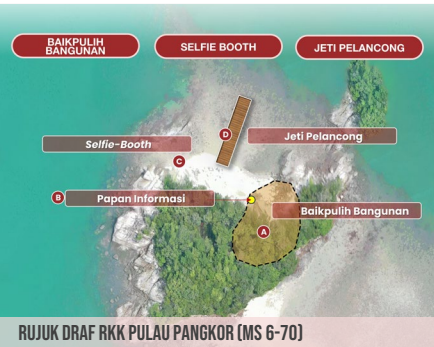 BAIKPULIH
BANGUNAN
SELFIE BOOTH
JETI PELANCONG
D
Jeti Pelancong
Selfie-Booth
C
B
Papan Informasi
Baikpulih Bangunan
A
RUJUK DRAF RKK PULAU PANGKOR (MS 6-70)